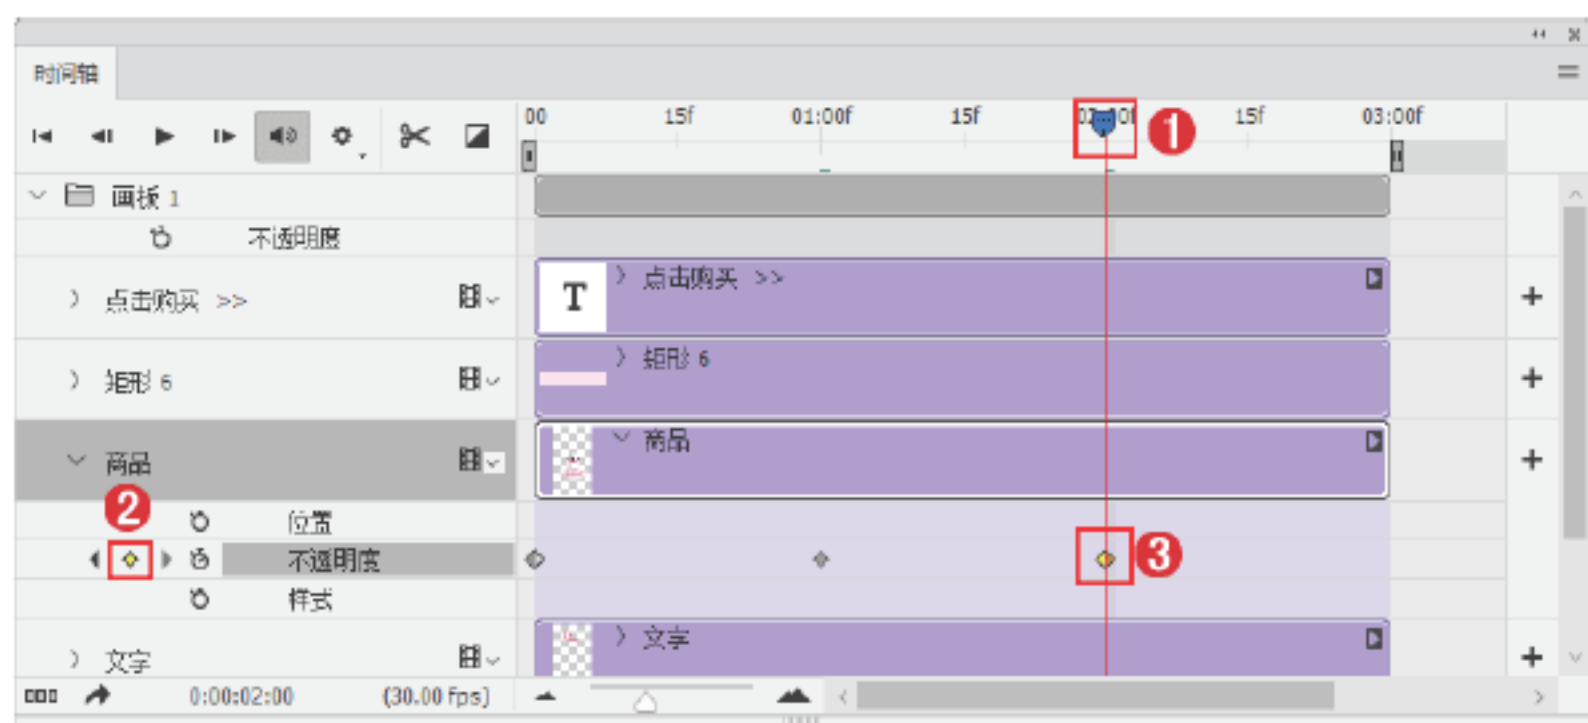 时间轴
00 15f 01:00f 15f 02:00f 15f 03:00f
1
画板 1
不透明度
点击购买 >>
T
点击购买 >>
矩形 6
矩形 6
商品
商品
2
位置
不透明度
3
样式
文字
文字
0:00:02:00 (30.00 fps)